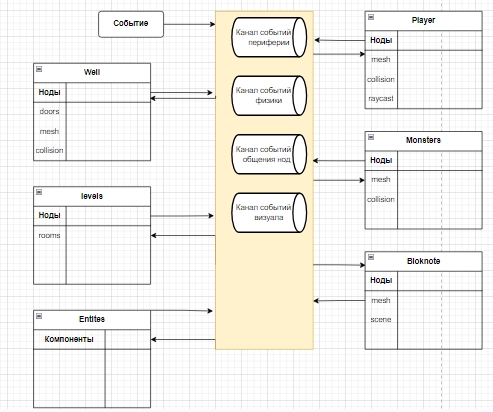 Событие
Well
Ноды
doors
mesh
collision
levels
Ноды
rooms
Entites
Компоненты
Канал событий
периферии
Канал событий
физики
Канал событий
общения нод
Канал событий
визуала
Player
Ноды
mesh
collision
raycast
Monsters
Ноды
mesh
collision
Bloknote
Ноды
mesh
scene